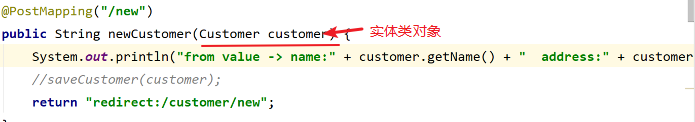 @PostMapping("/new")
public String newCustomer(Customer customer) { 实体类对象
System.out.println("from value -> name:" + customer.getName() + "  address:" + customer
//saveCustomer(customer);
return "redirect:/customer/new";